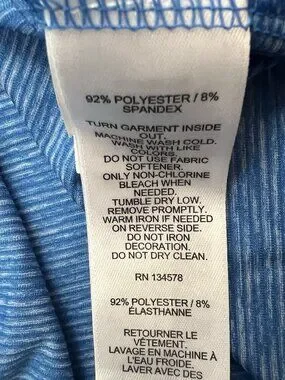 92% POLYESTER / 8%
SPANDEX
TURN GARMENT INSIDE
OUT.
MACHINE WASH COLD.
WASH WITH LIKE
COLORS.
DO NOT USE FABRIC
SOFTENER.
ONLY NON-CHLORINE
BLEACH WHEN
NEEDED.
TUMBLE DRY LOW.
REMOVE PROMPTLY.
WARM IRON IF NEEDED
ON REVERSE SIDE.
DO NOT IRON
DECORATION.
DO NOT DRY CLEAN.
RN 134578
92% POLYESTER / 8%
ÉLASTHANNE
RETOURNER LE
VÊTEMENT.
LAVAGE EN MACHINE À
L'EAU FROIDE.
LAVER AVEC DES